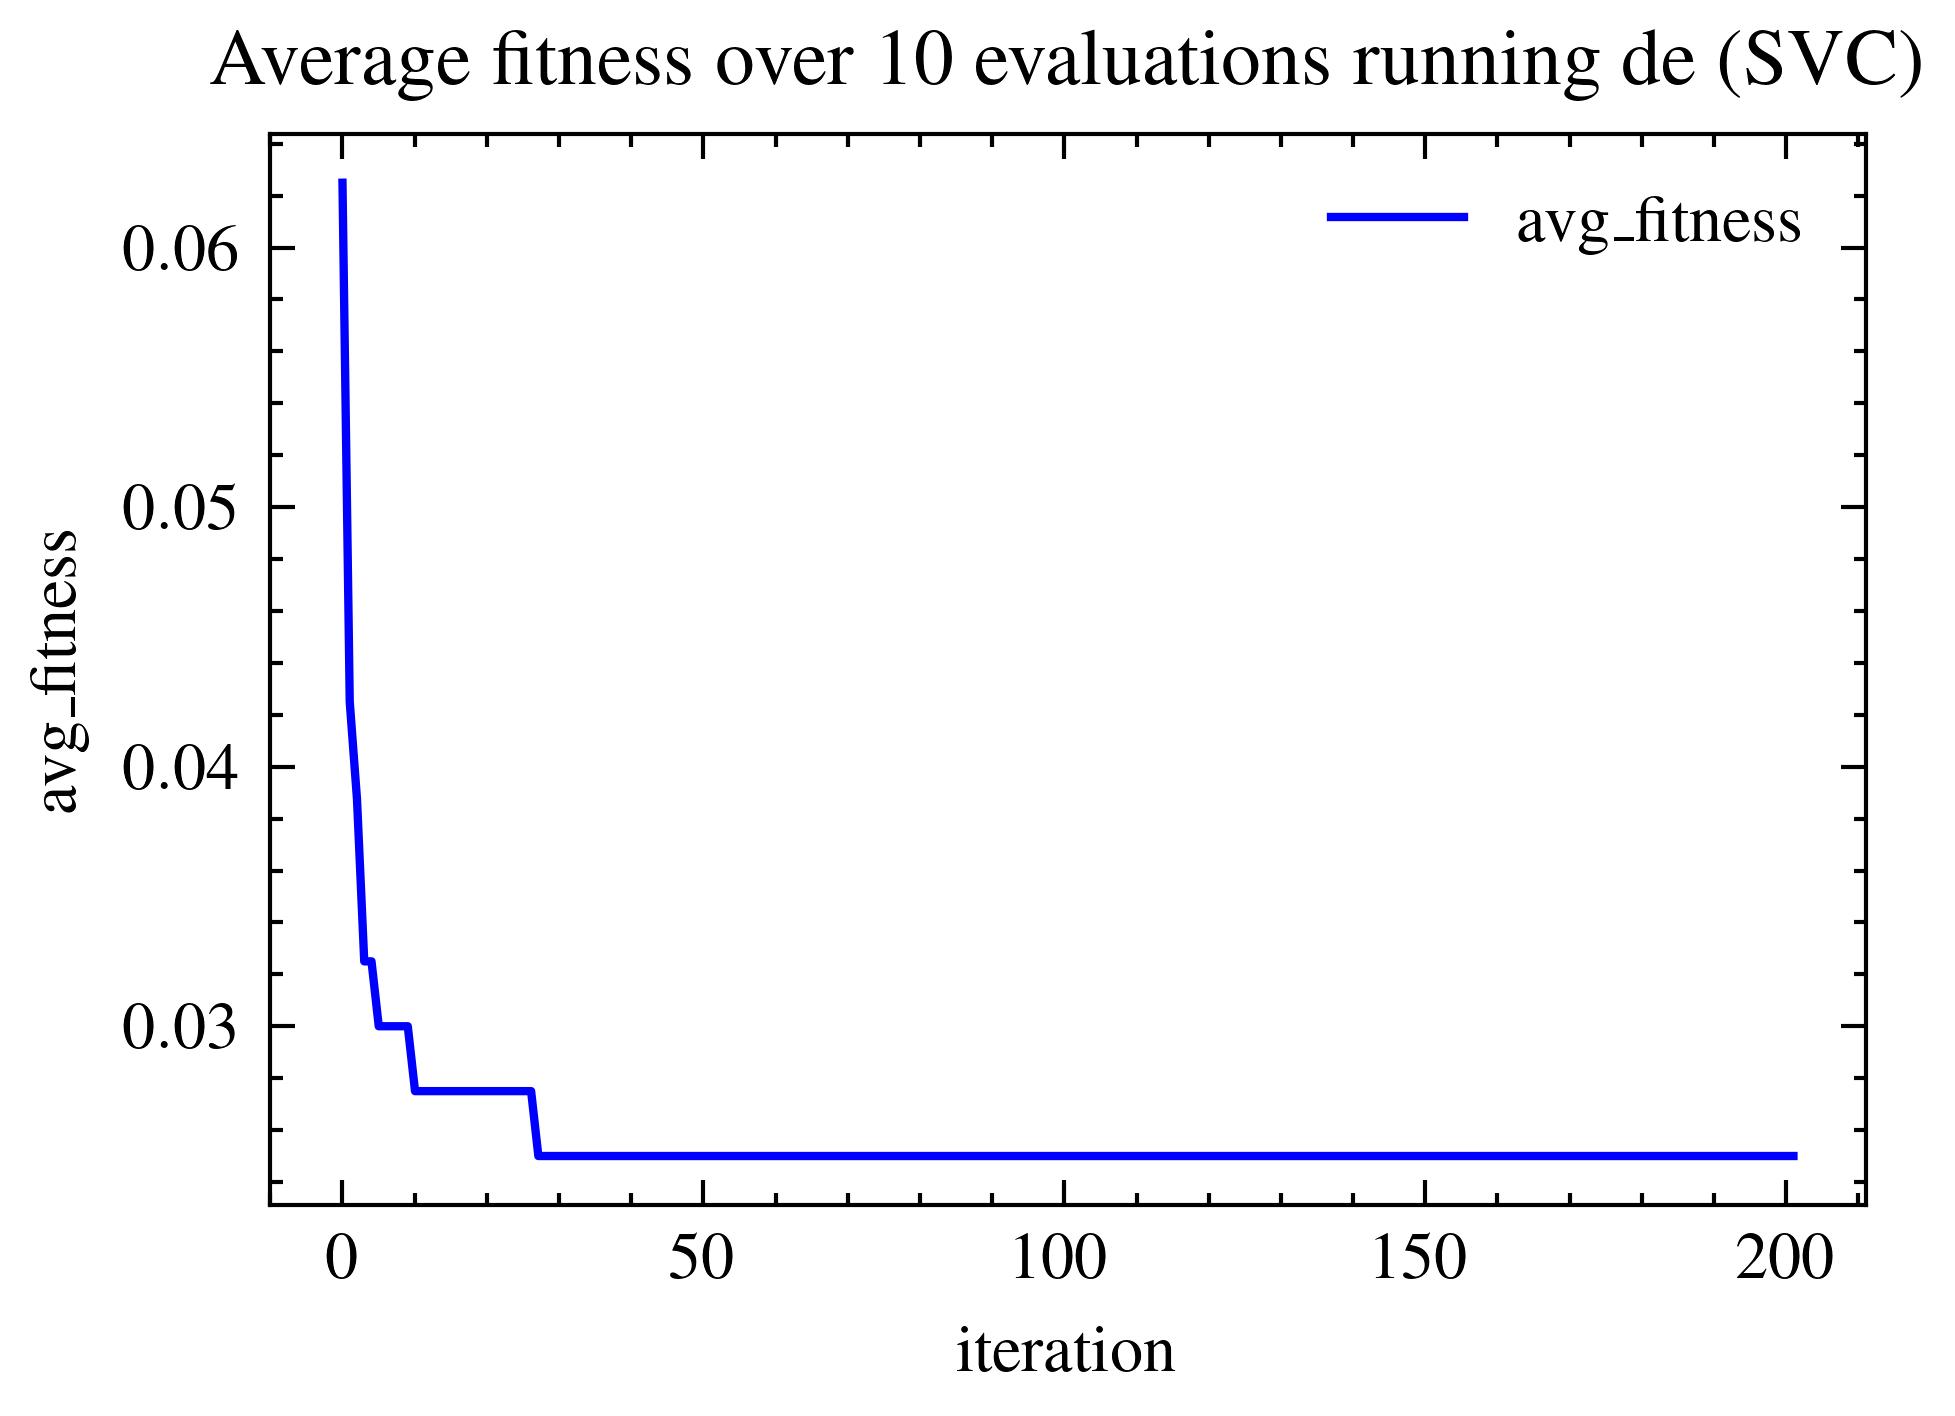 Average fitness over 10 evaluations running de (SVC)
avg_fitness
0.06
0.05
0.04
0.03
avg_fitness
0 50 100 150 200
iteration